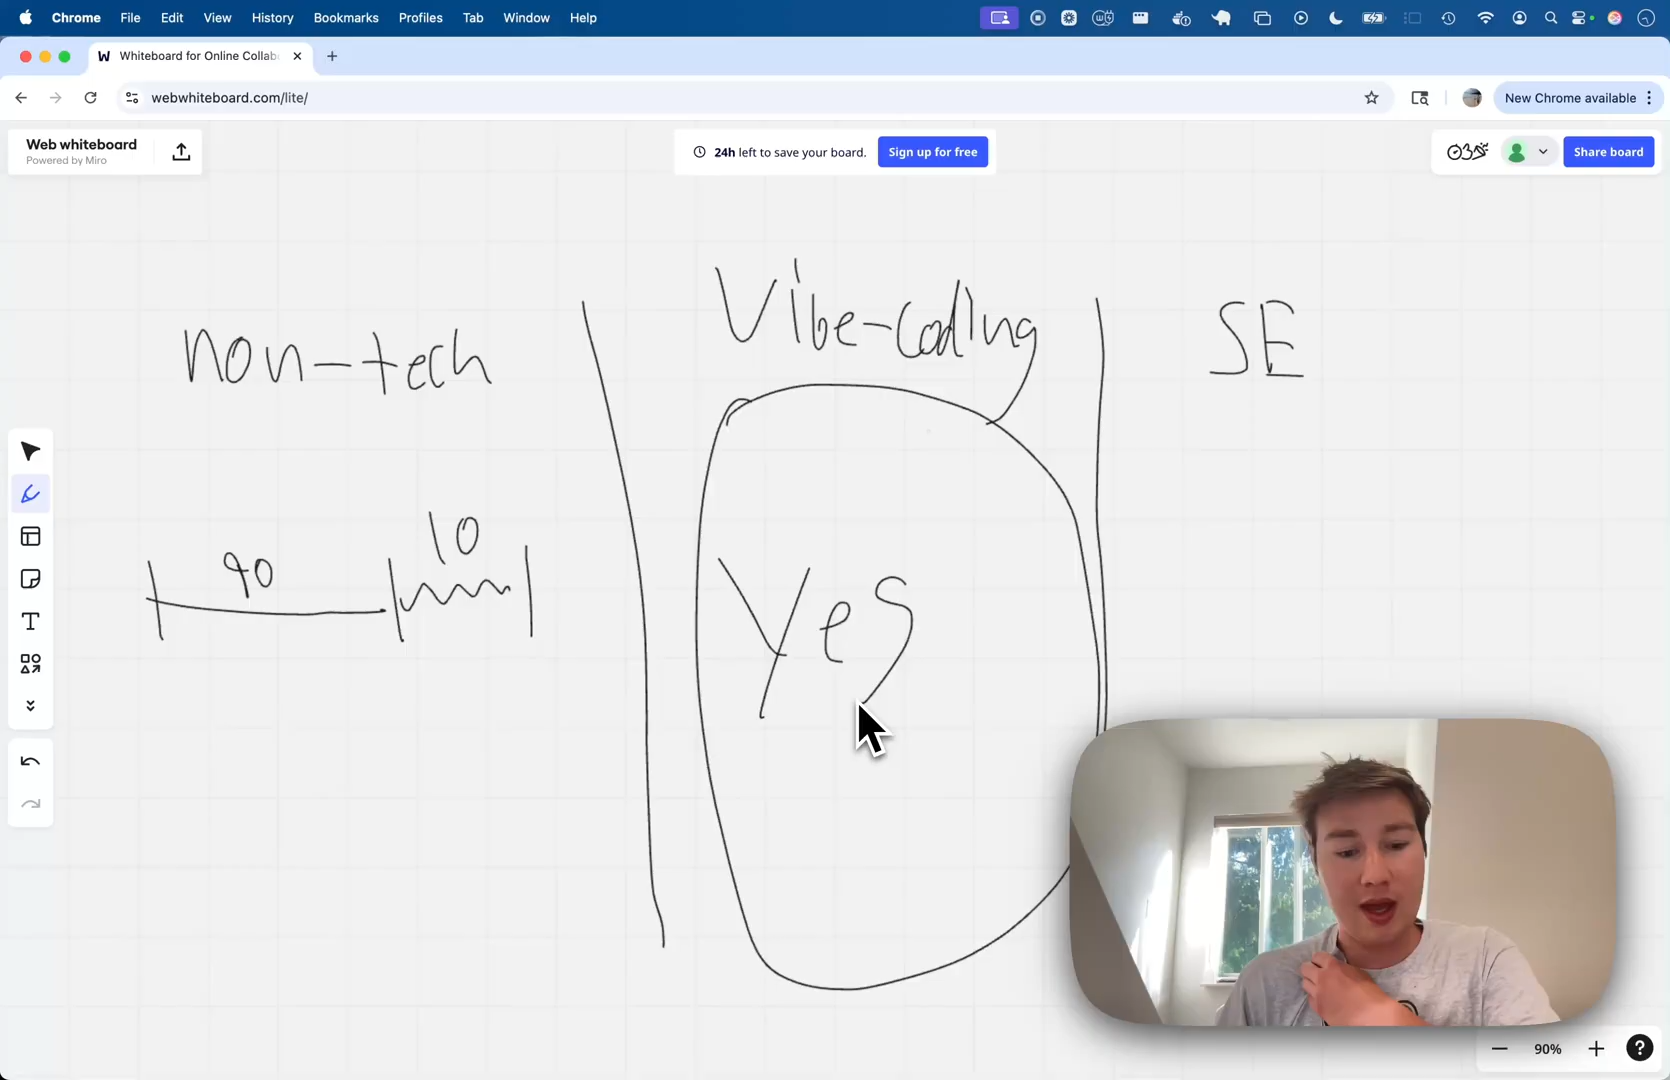 Chrome File Edit View History Bookmarks Profiles Tab Window Help
W Whiteboard for Online Collab
webwhiteboard.com/lite/
New Chrome available
Web whiteboard
Powered by Miro
24h left to save your board.
Sign up for free
Share board
non-tech
Vibe-coding
SE
90
10
Yes
T
90%
?